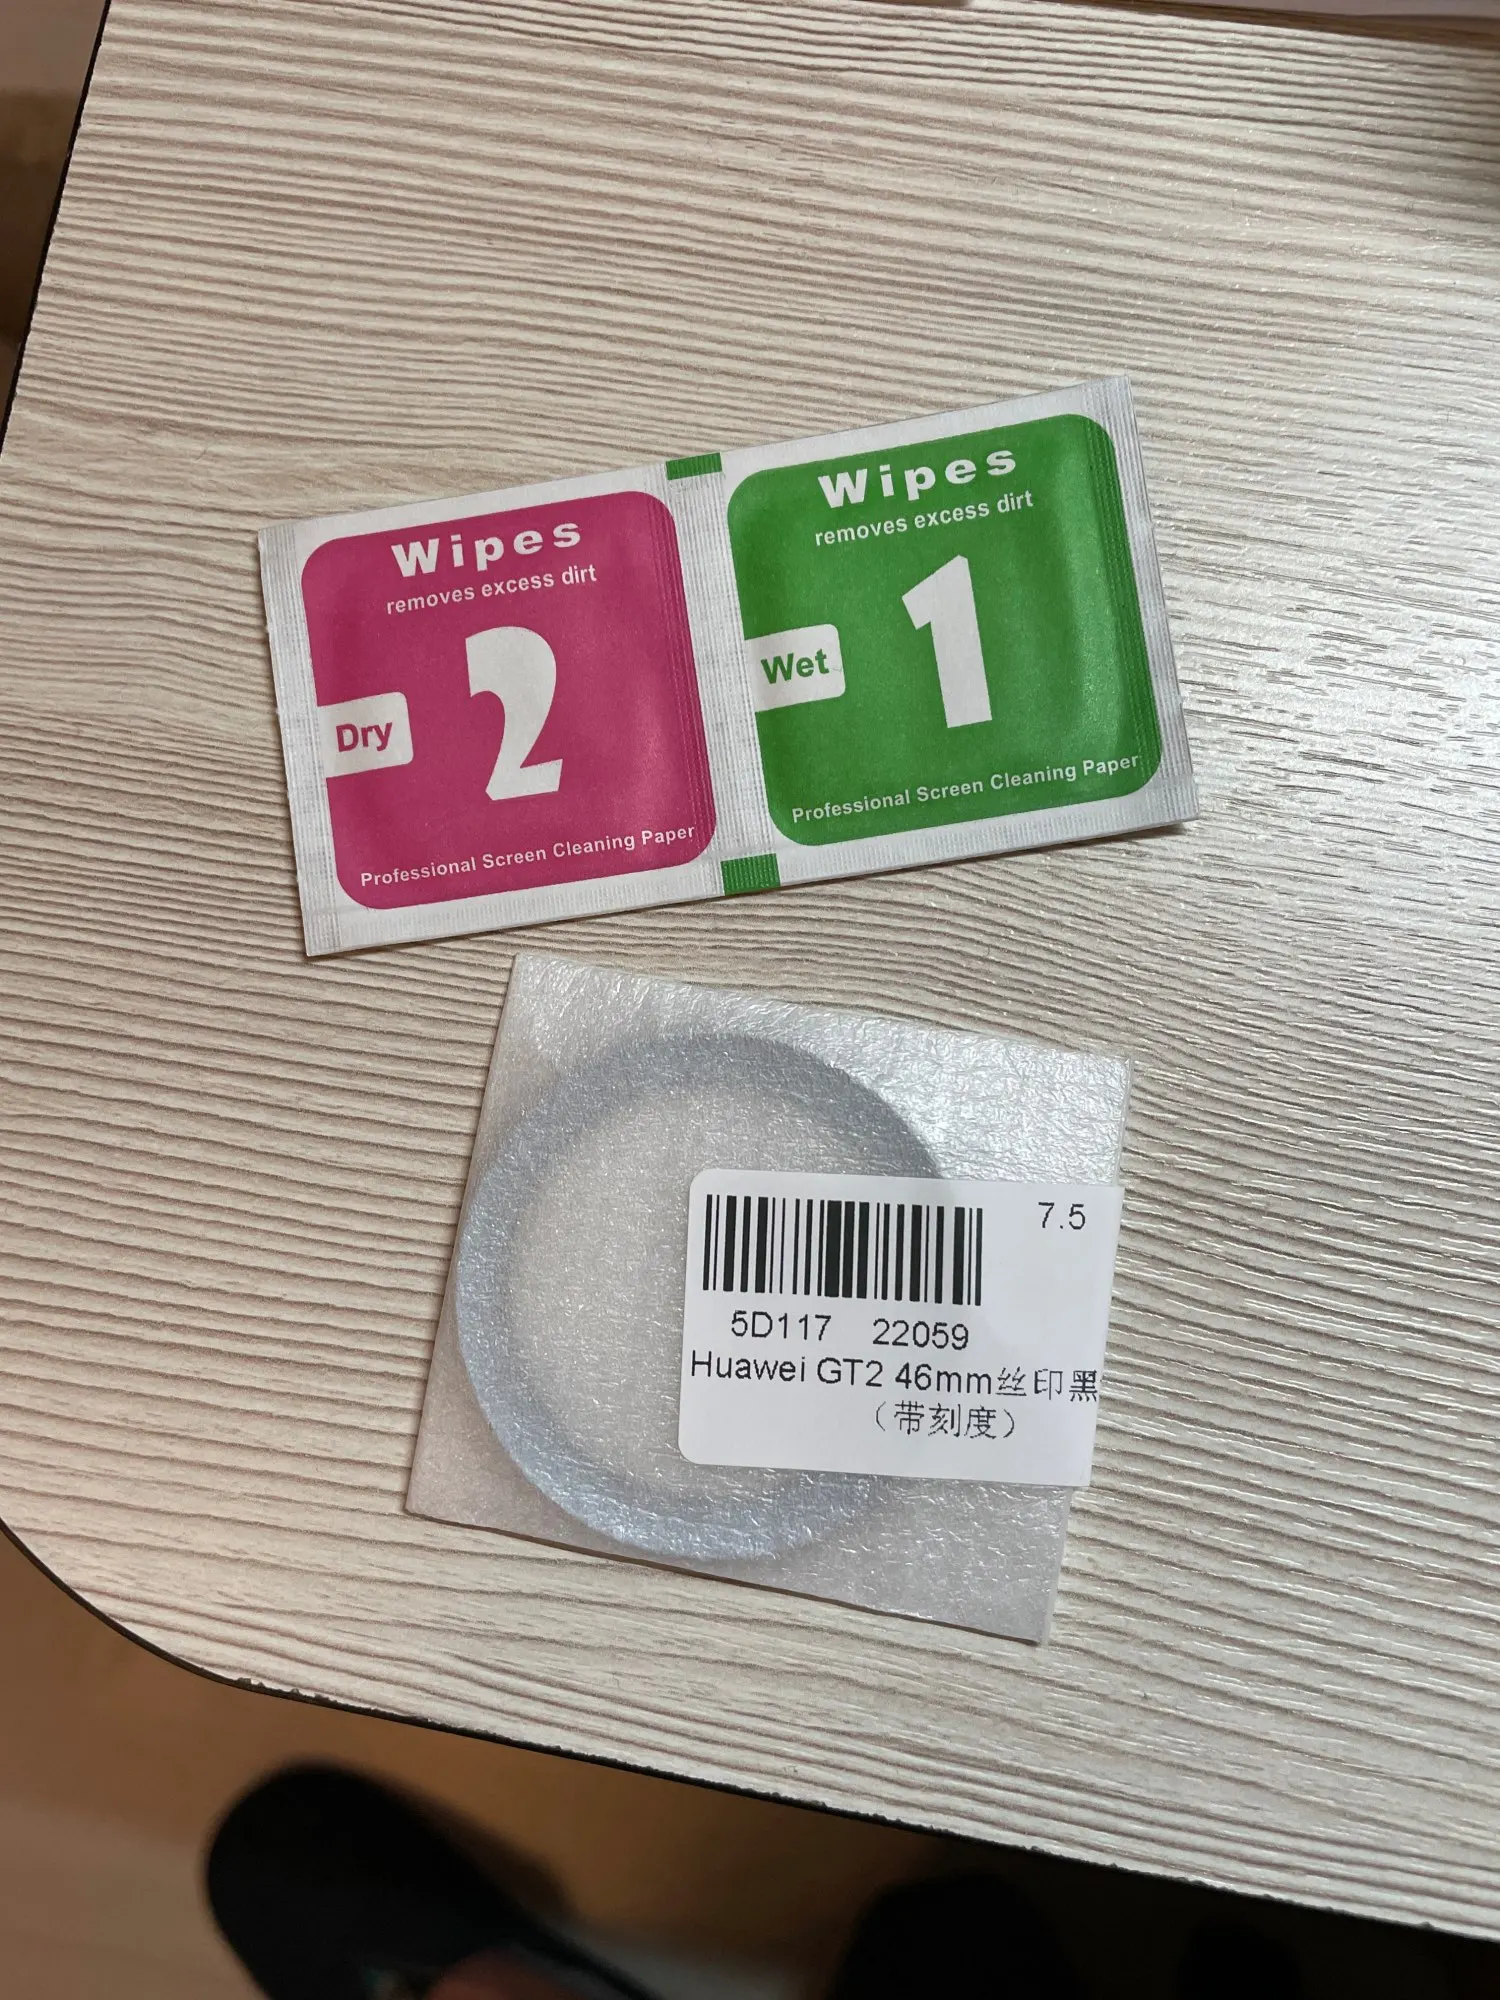 Wipes
removes excess dirt
2
Dry
Professional Screen Cleaning Paper
Wipes
removes excess dirt
1
Wet
Professional Screen Cleaning Paper
7.5
5D117 22059
Huawei GT2 46mm丝印黑
（带刻度）